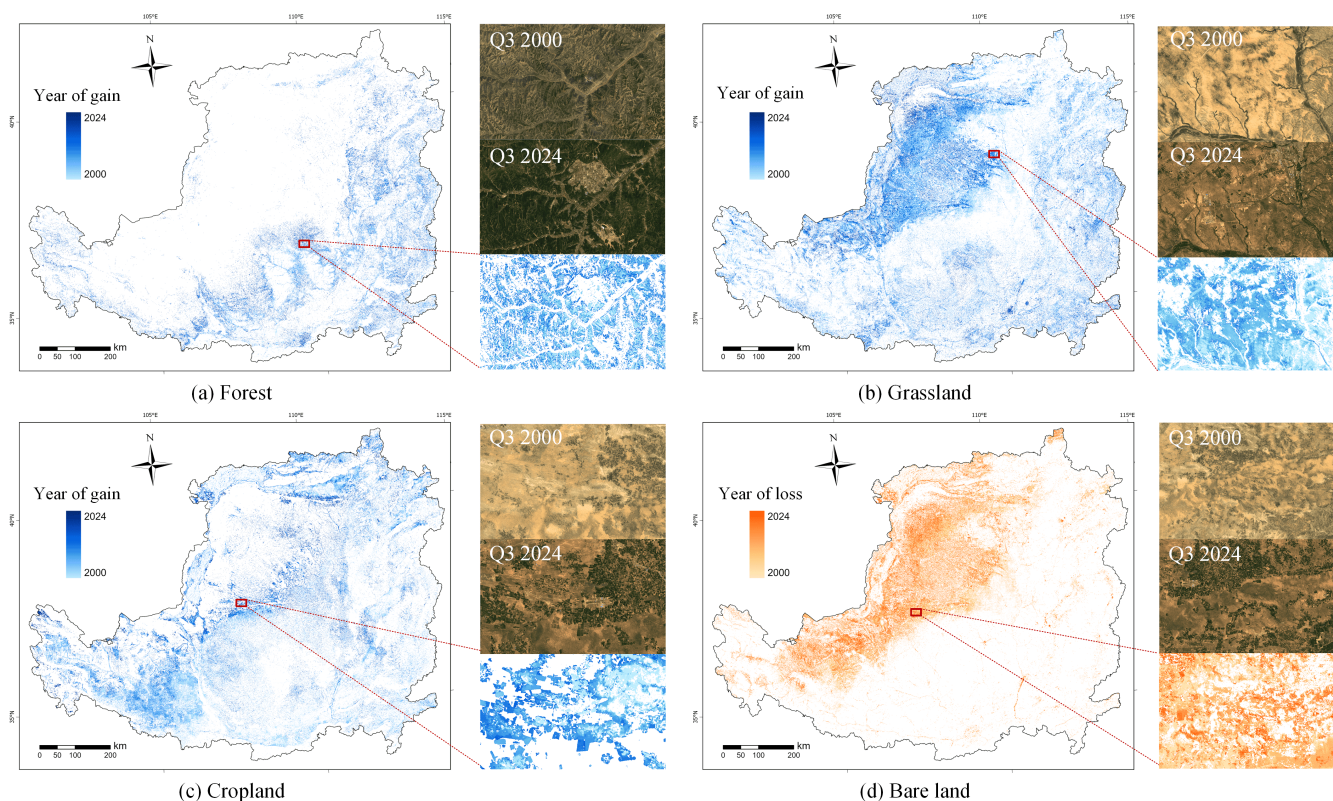 105°E 110°E 115°E
N
Year of gain
2024
2000
40°N
35°N
0 50 100 200 km
Q3 2000
Q3 2024
(a) Forest
105°E 110°E 115°E
N
Year of gain
2024
2000
40°N
35°N
0 50 100 200 km
Q3 2000
Q3 2024
(b) Grassland
105°E 110°E 115°E
N
Year of gain
2024
2000
40°N
35°N
0 50 100 200 km
Q3 2000
Q3 2024
(c) Cropland
105°E 110°E 115°E
N
Year of loss
2024
2000
40°N
35°N
0 50 100 200 km
Q3 2000
Q3 2024
(d) Bare land